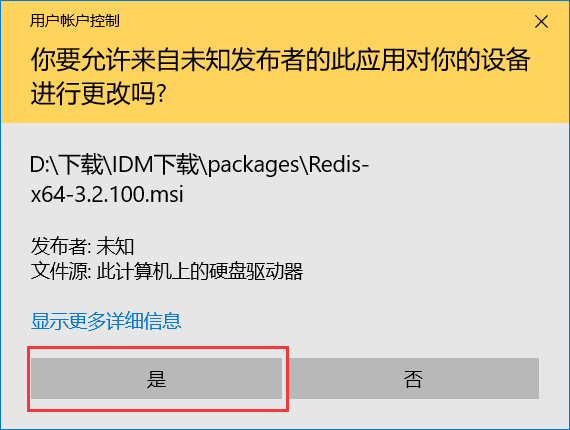 用户帐户控制
你要允许来自未知发布者的此应用对你的设备
进行更改吗?
D:\下载\IDM下载\packages\Redis-
x64-3.2.100.msi
发布者: 未知
文件源: 此计算机上的硬盘驱动器
显示更多详细信息
是
否